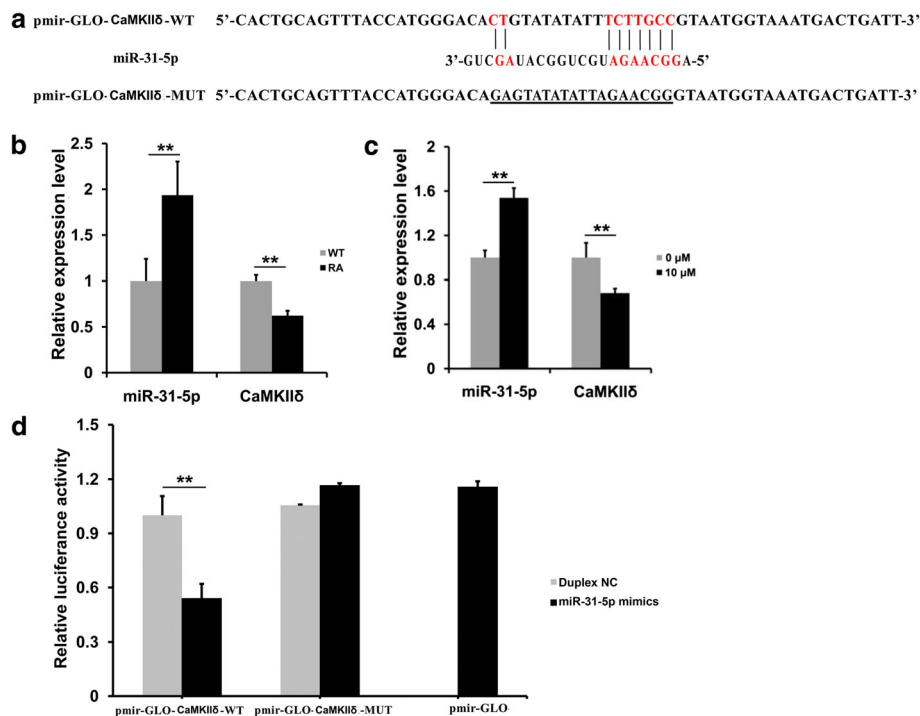 a
pmir-GLO-CaMKIIδ-WT 5'-CACTGCAGTTTACCATGGGACACTGTATATATTTCTTGCCGTAATGGTAAATGACTGATT-3'
miR-31-5p 3'-GUCGAUACGGUCGUAGAACGGA-5'
pmir-GLO-CaMKIIδ-MUT 5'-CACTGCAGTTTACCATGGGACAGAGTATATATTAGAACGGGTAATGGTAAATGACTGATT-3'
b
Relative expression level
2.5
2
1.5
1
0.5
0
**
**
WT
RA
miR-31-5p
CaMKIIδ
c
Relative expression level
2
1.6
1.2
0.8
0.4
0
**
**
0 µM
10 µM
miR-31-5p
CaMKIIδ
d
Relative luciferance activity
1.5
1.2
0.9
0.6
0.3
0
**
Duplex NC
miR-31-5p mimics
pmir-GLO-CaMKIIδ-WT
pmir-GLO-CaMKIIδ-MUT
pmir-GLO